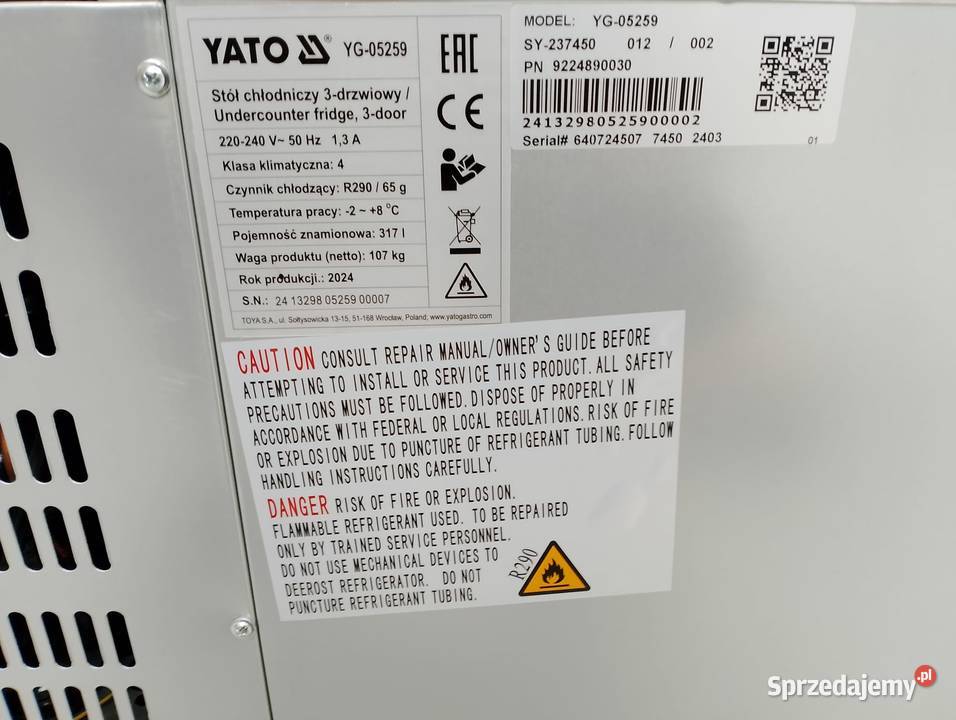 YATO YG-05259
Stół chłodniczy 3-drzwiowy /
Undercounter fridge, 3-door
220-240 V~ 50 Hz 1,3 A
Klasa klimatyczna: 4
Czynnik chłodzący: R290 / 65 g
Temperatura pracy: -2 ~ +8 °C
Pojemność znamionowa: 317 l
Waga produktu (netto): 107 kg
Rok produkcji.: 2024
S.N.: 24 13298 05259 00007
TOYA S.A., ul. Sołtysowicka 13-15, 51-168 Wrocław, Poland; www.yatogastro.com
EAC
CE
MODEL: YG-05259
SY-237450 012 / 002
PN 9224890030
24132980525900002
Serial# 640724507 7450 2403
01
CAUTION CONSULT REPAIR MANUAL/OWNER'S GUIDE BEFORE
ATTEMPTING TO INSTALL OR SERVICE THIS PRODUCT. ALL SAFETY
PRECAUTIONS MUST BE FOLLOWED. DISPOSE OF PROPERLY IN
ACCORDANCE WITH FEDERAL OR LOCAL REGULATIONS. RISK OF FIRE
OR EXPLOSION DUE TO PUNCTURE OF REFRIGERANT TUBING. FOLLOW
HANDLING INSTRUCTIONS CAREFULLY.
DANGER RISK OF FIRE OR EXPLOSION.
FLAMMABLE REFRIGERANT USED. TO BE REPAIRED
ONLY BY TRAINED SERVICE PERSONNEL.
DO NOT USE MECHANICAL DEVICES TO
DEEROST REFRIGERATOR. DO NOT
PUNCTURE REFRIGERANT TUBING.
R290
Sprzedajemy.pl